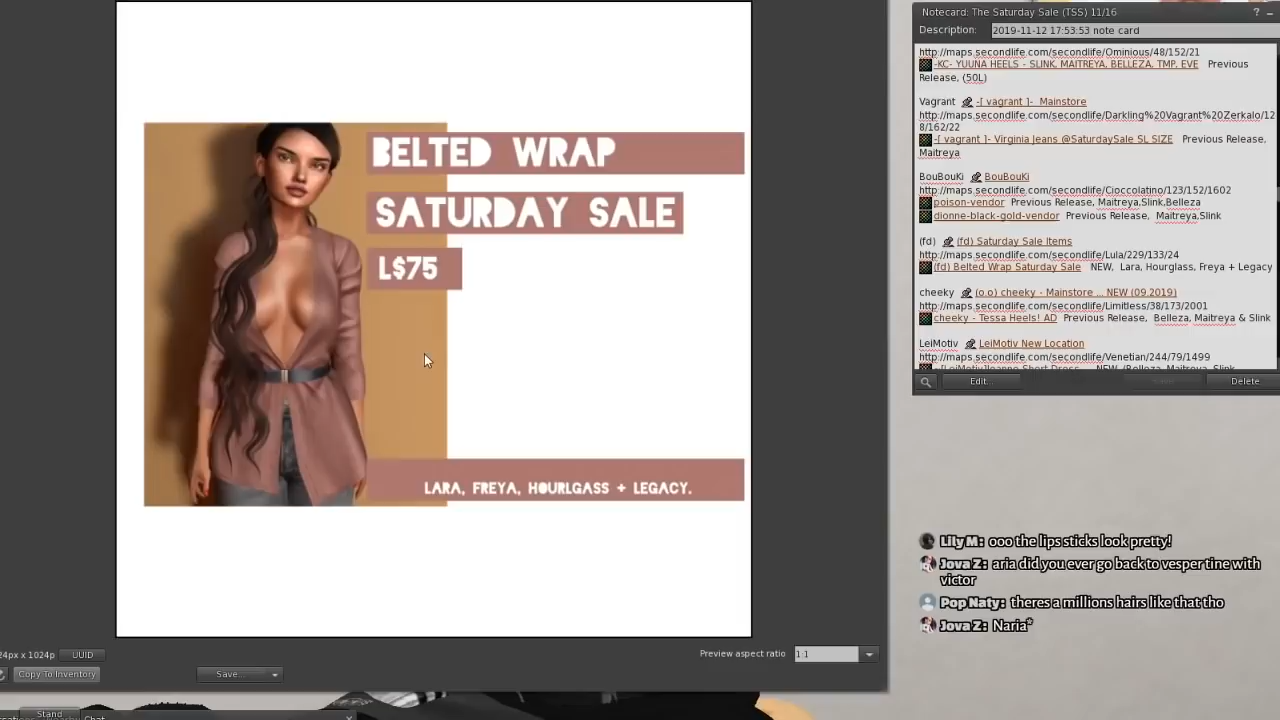 BELTED WRAP
SATURDAY SALE
L$75
LARA, FREYA, HOURLGASS + LEGACY.
24px x 1024p
UUID
Preview aspect ratio
1:1
Copy To Inventory
Save...
Stand
Chat
Notecard: The Saturday Sale (TSS) 11/16
? _
Description: 2019-11-12 17:53:53 note card
http://maps.secondlife.com/secondlife/Ominious/48/152/21
-KC- YUUNA HEELS - SLINK, MAITREYA, BELLEZA, TMP, EVE Previous
Release, (50L)
Vagrant -[ vagrant ]- Mainstore
http://maps.secondlife.com/secondlife/Darkling%20Vagrant%20Zerkalo/12
8/162/22
-[ vagrant ]- Virginia Jeans @SaturdaySale SL SIZE Previous Release,
Maitreya
BouBouKi BouBouKi
http://maps.secondlife.com/secondlife/Cioccolatino/123/152/1602
poison-vendor Previous Release, Maitreya,Slink,Belleza
dionne-black-gold-vendor Previous Release, Maitreya,Slink
(fd) (fd) Saturday Sale Items
http://maps.secondlife.com/secondlife/Lula/229/133/24
(fd) Belted Wrap Saturday Sale NEW, Lara, Hourglass, Freya + Legacy
cheeky (o.o) cheeky - Mainstore ... NEW (09.2019)
http://maps.secondlife.com/secondlife/Limitless/38/173/2001
cheeky - Tessa Heels! AD Previous Release, Belleza, Maitreya & Slink
LeiMotiv LeiMotiv New Location
http://maps.secondlife.com/secondlife/Venetian/244/79/1499
Edit...
Delete
Lily M: ooo the lips sticks look pretty!
Jova Z: aria did you ever go back to vesper tine with
victor
Pop Naty: theres a millions hairs like that tho
Jova Z: Naria*